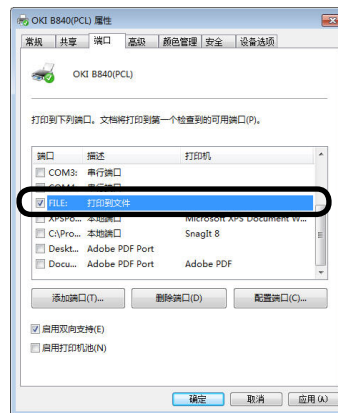 OKI B840(PCL) 属性
常规 共享 端口 高级 颜色管理 安全 设备选项
OKI B840(PCL)
打印到下列端口。文档将打印到第一个检查到的可用端口(P)。
端口 描述 打印机
COM3: 串行端口
COM4: 串行端口
FILE: 打印到文件
XPSPo... 本地端口 Microsoft XPS Document W...
C:\Pro... 本地端口 SnagIt 8
Deskt... Adobe PDF Port
Docu... Adobe PDF Port Adobe PDF
添加端口(T)... 删除端口(D) 配置端口(C)...
启用双向支持(E)
启用打印机池(N)
确定 取消 应用(A)